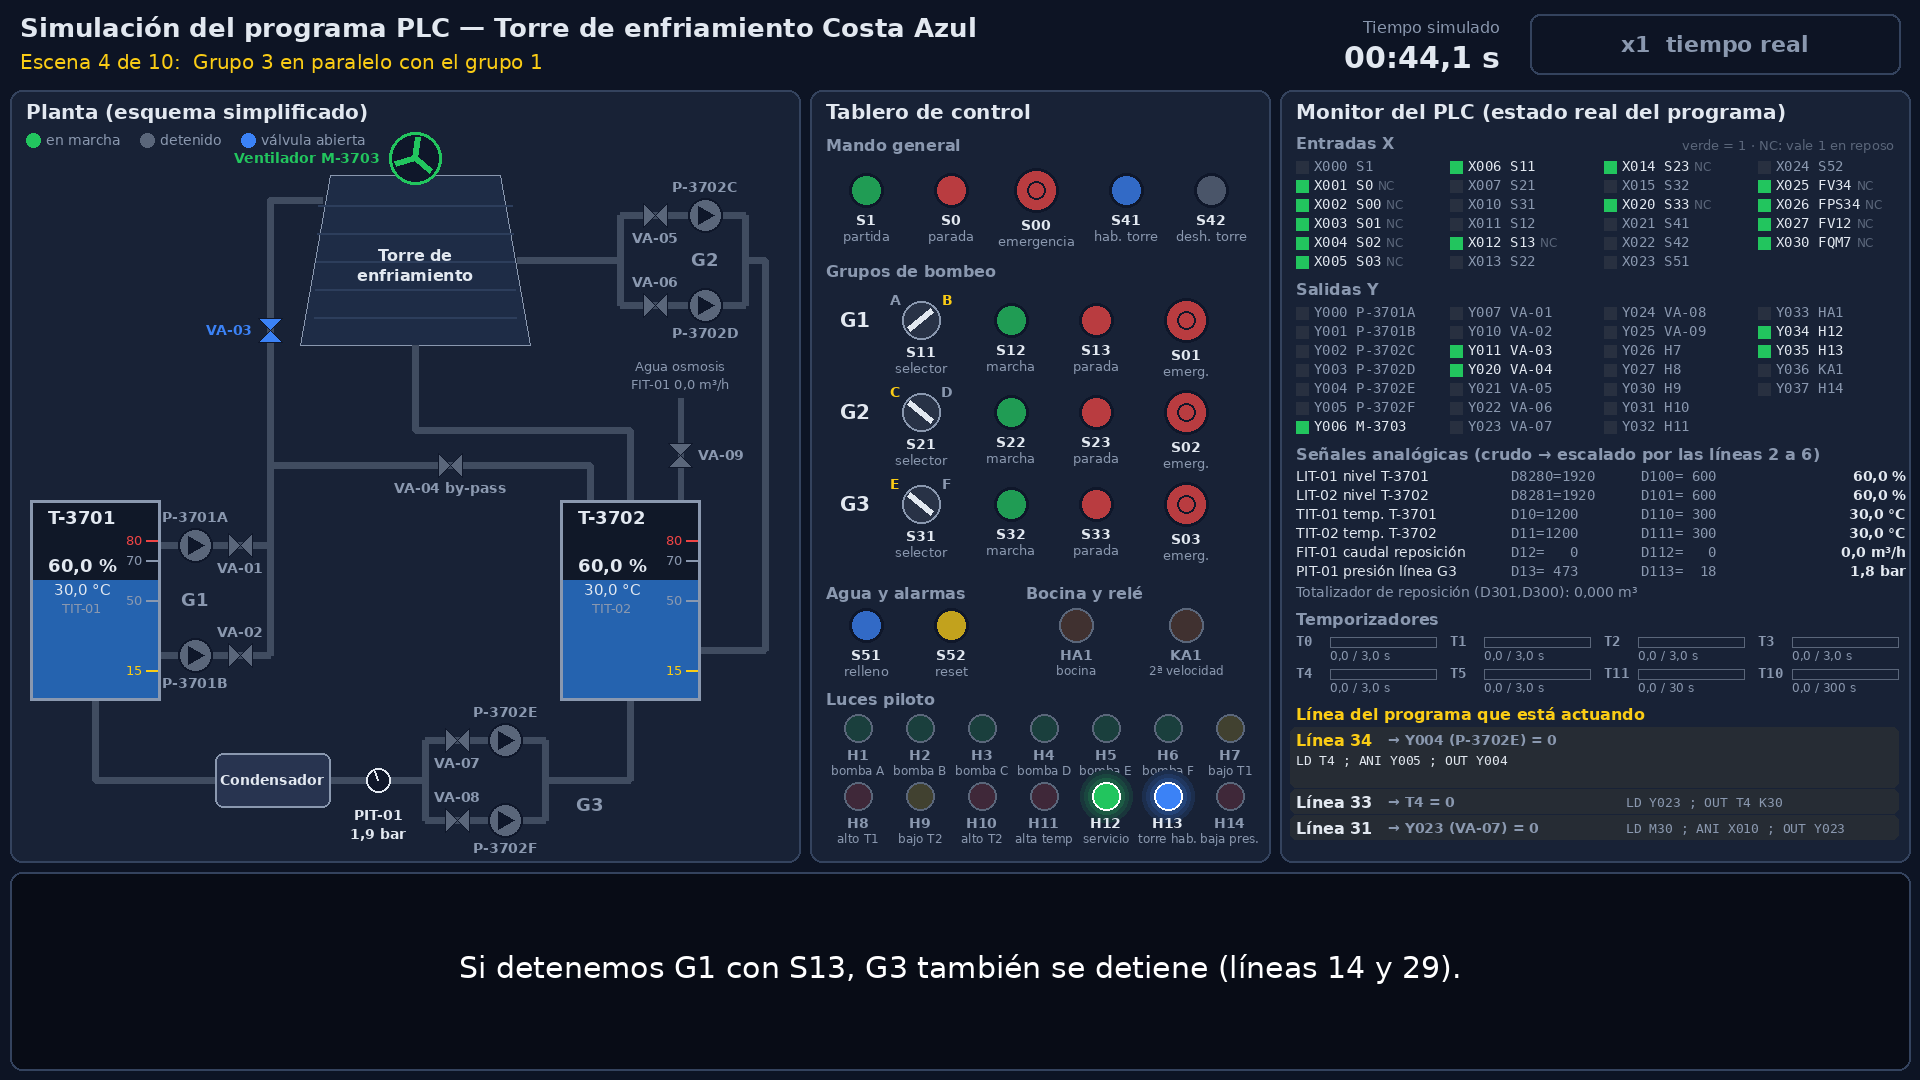 Simulación del programa PLC — Torre de enfriamiento Costa Azul
Escena 4 de 10:  Grupo 3 en paralelo con el grupo 1
Tiempo simulado
00:44,1 s
x1  tiempo real
Planta (esquema simplificado)
en marcha
detenido
válvula abierta
Ventilador M-3703
Torre de
enfriamiento
VA-03
P-3702C
VA-05
G2
VA-06
P-3702D
Agua osmosis
FIT-01 0,0 m³/h
VA-09
VA-04 by-pass
T-3701
80
70
60,0 %
30,0 °C
TIT-01
50
15
P-3701A
VA-01
G1
VA-02
P-3701B
T-3702
80
70
60,0 %
30,0 °C
TIT-02
50
15
Condensador
PIT-01
1,9 bar
P-3702E
VA-07
VA-08
G3
P-3702F
Tablero de control
Mando general
S1
partida
S0
parada
S00
emergencia
S41
hab. torre
S42
desh. torre
Grupos de bombeo
G1
A
B
S11
selector
S12
marcha
S13
parada
S01
emerg.
G2
C
D
S21
selector
S22
marcha
S23
parada
S02
emerg.
G3
E
F
S31
selector
S32
marcha
S33
parada
S03
emerg.
Agua y alarmas
S51
relleno
S52
reset
Bocina y relé
HA1
bocina
KA1
2ª velocidad
Luces piloto
H1
bomba A
H2
bomba B
H3
bomba C
H4
bomba D
H5
bomba E
H6
bomba F
H7
bajo T1
H8
alto T1
H9
bajo T2
H10
alto T2
H11
alta temp
H12
servicio
H13
torre hab.
H14
baja pres.
Monitor del PLC (estado real del programa)
Entradas X
verde = 1 · NC: vale 1 en reposo
X000 S1
X001 S0 NC
X002 S00 NC
X003 S01 NC
X004 S02 NC
X005 S03 NC
X006 S11
X007 S21
X010 S31
X011 S12
X012 S13 NC
X013 S22
X014 S23 NC
X015 S32
X020 S33 NC
X021 S41
X022 S42
X023 S51
X024 S52
X025 FV34 NC
X026 FPS34 NC
X027 FV12 NC
X030 FQM7 NC
Salidas Y
Y000 P-3701A
Y001 P-3701B
Y002 P-3702C
Y003 P-3702D
Y004 P-3702E
Y005 P-3702F
Y006 M-3703
Y007 VA-01
Y010 VA-02
Y011 VA-03
Y020 VA-04
Y021 VA-05
Y022 VA-06
Y023 VA-07
Y024 VA-08
Y025 VA-09
Y026 H7
Y027 H8
Y030 H9
Y031 H10
Y032 H11
Y033 HA1
Y034 H12
Y035 H13
Y036 KA1
Y037 H14
Señales analógicas (crudo → escalado por las líneas 2 a 6)
LIT-01 nivel T-3701 D8280=1920 D100= 600 60,0 %
LIT-02 nivel T-3702 D8281=1920 D101= 600 60,0 %
TIT-01 temp. T-3701 D10=1200 D110= 300 30,0 °C
TIT-02 temp. T-3702 D11=1200 D111= 300 30,0 °C
FIT-01 caudal reposición D12=   0 D112=   0 0,0 m³/h
PIT-01 presión línea G3 D13= 473 D113=  18 1,8 bar
Totalizador de reposición (D301,D300): 0,000 m³
Temporizadores
T0 0,0 / 3,0 s
T1 0,0 / 3,0 s
T2 0,0 / 3,0 s
T3 0,0 / 3,0 s
T4 0,0 / 3,0 s
T5 0,0 / 3,0 s
T11 0,0 / 30 s
T10 0,0 / 300 s
Línea del programa que está actuando
Línea 34 → Y004 (P-3702E) = 0
LD T4 ; ANI Y005 ; OUT Y004
Línea 33 → T4 = 0 LD Y023 ; OUT T4 K30
Línea 31 → Y023 (VA-07) = 0 LD M30 ; ANI X010 ; OUT Y023
Si detenemos G1 con S13, G3 también se detiene (líneas 14 y 29).